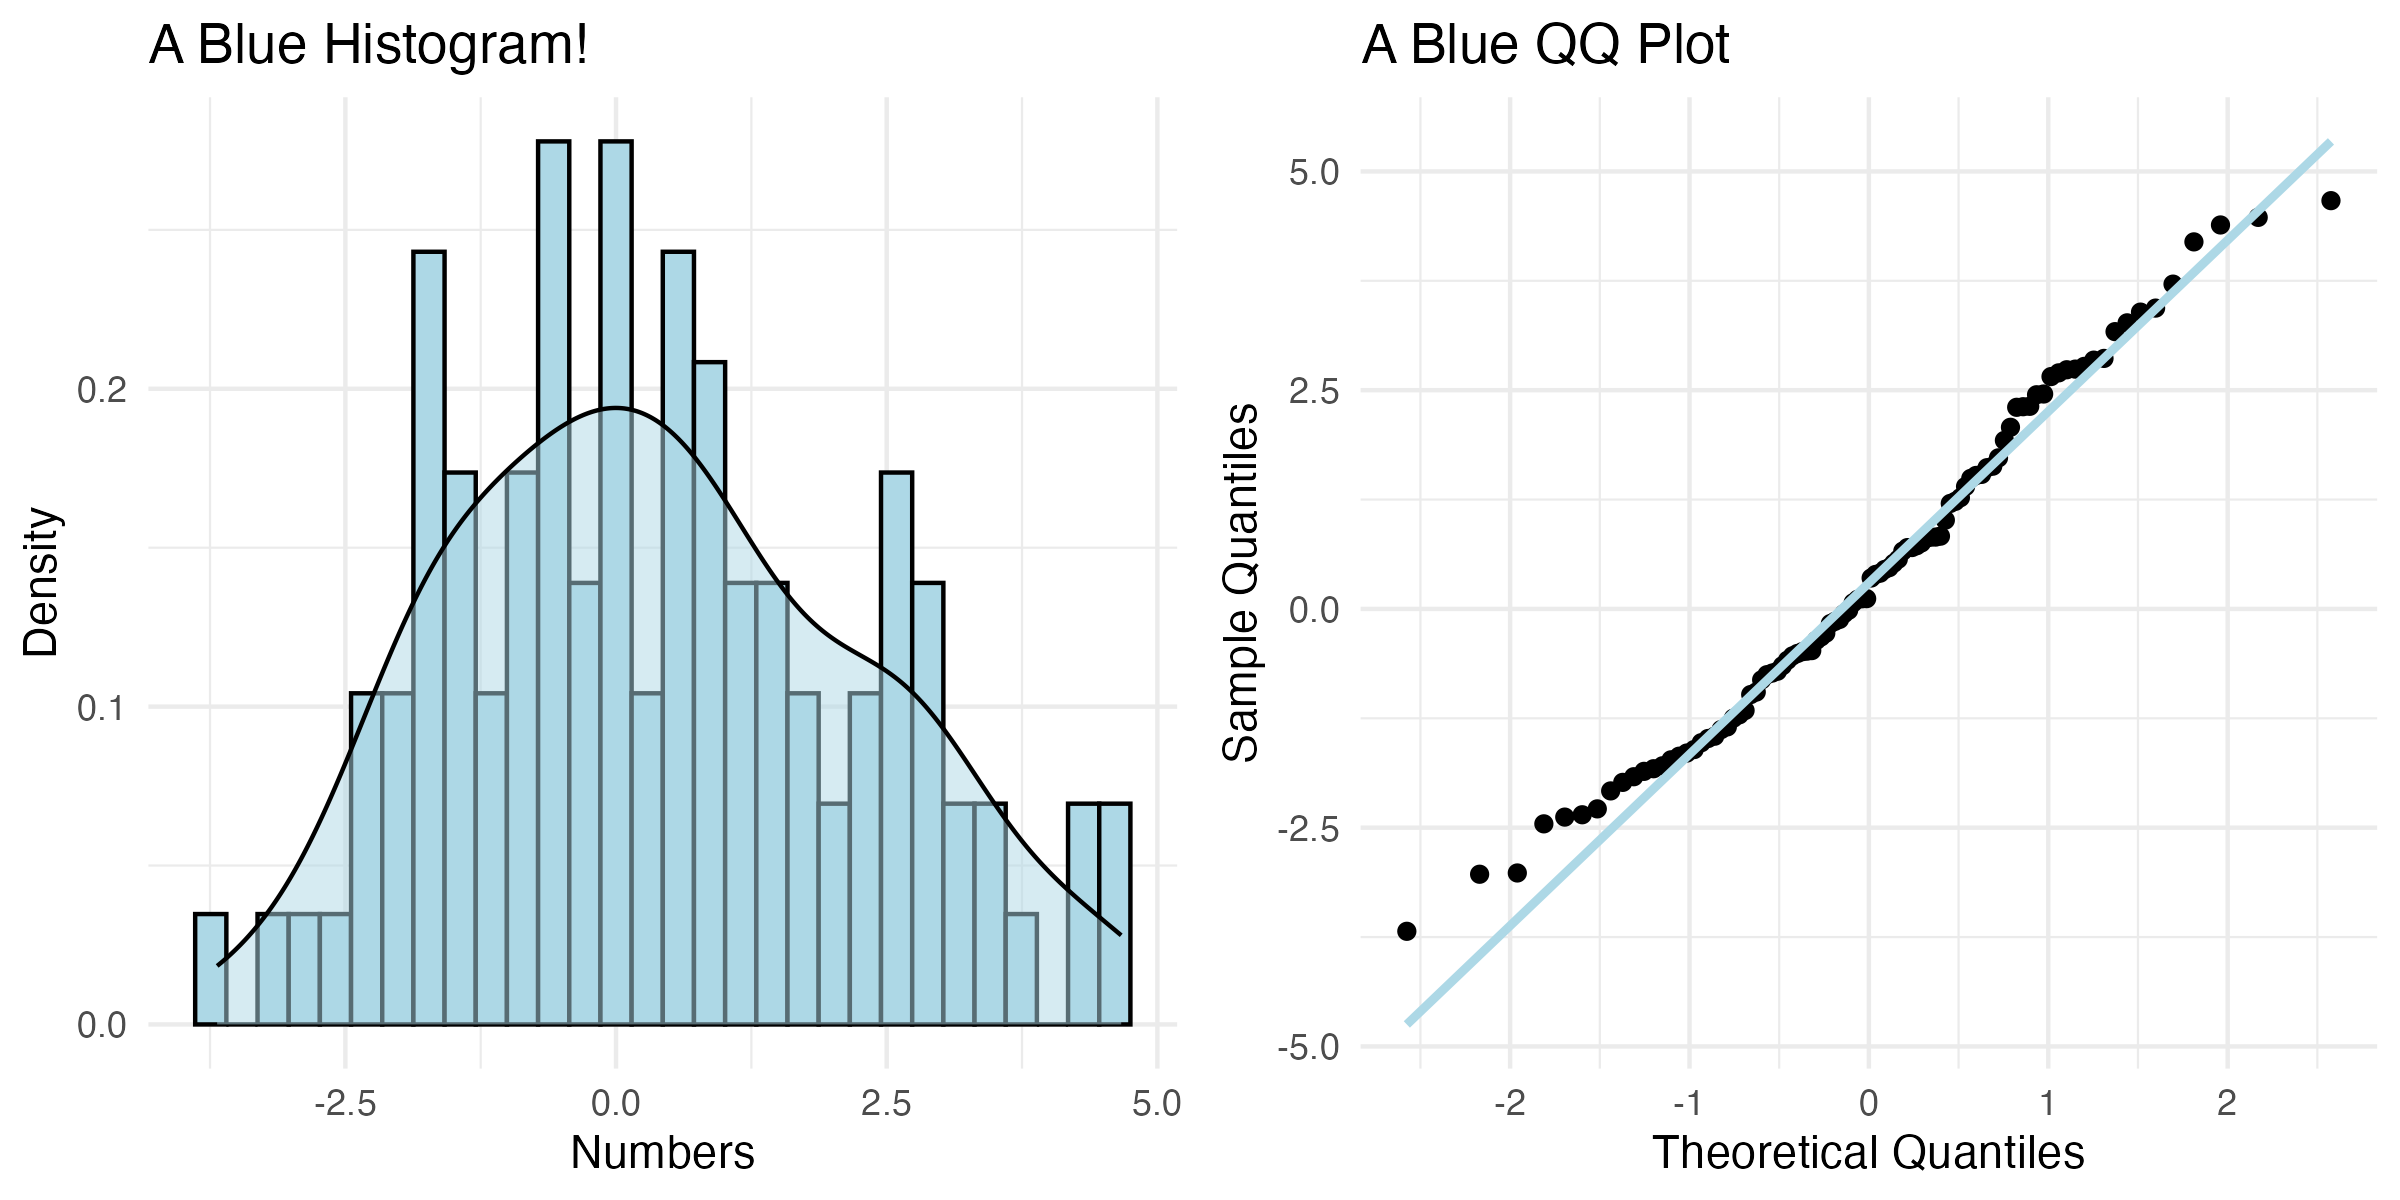 A Blue Histogram!
Density
0.2
0.1
0.0
-2.5 0.0 2.5 5.0
Numbers
A Blue QQ Plot
Sample Quantiles
5.0
2.5
0.0
-2.5
-5.0
-2 -1 0 1 2
Theoretical Quantiles